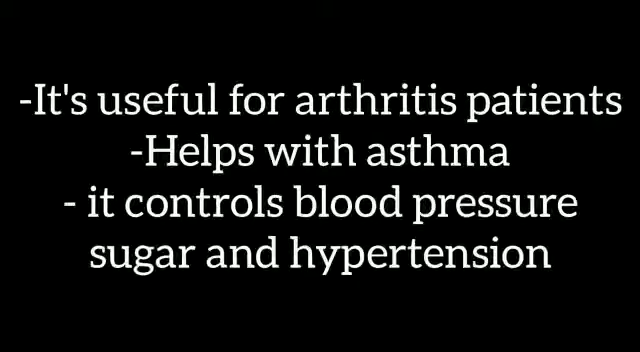 -It's useful for arthritis patients
-Helps with asthma
- it controls blood pressure
sugar and hypertension